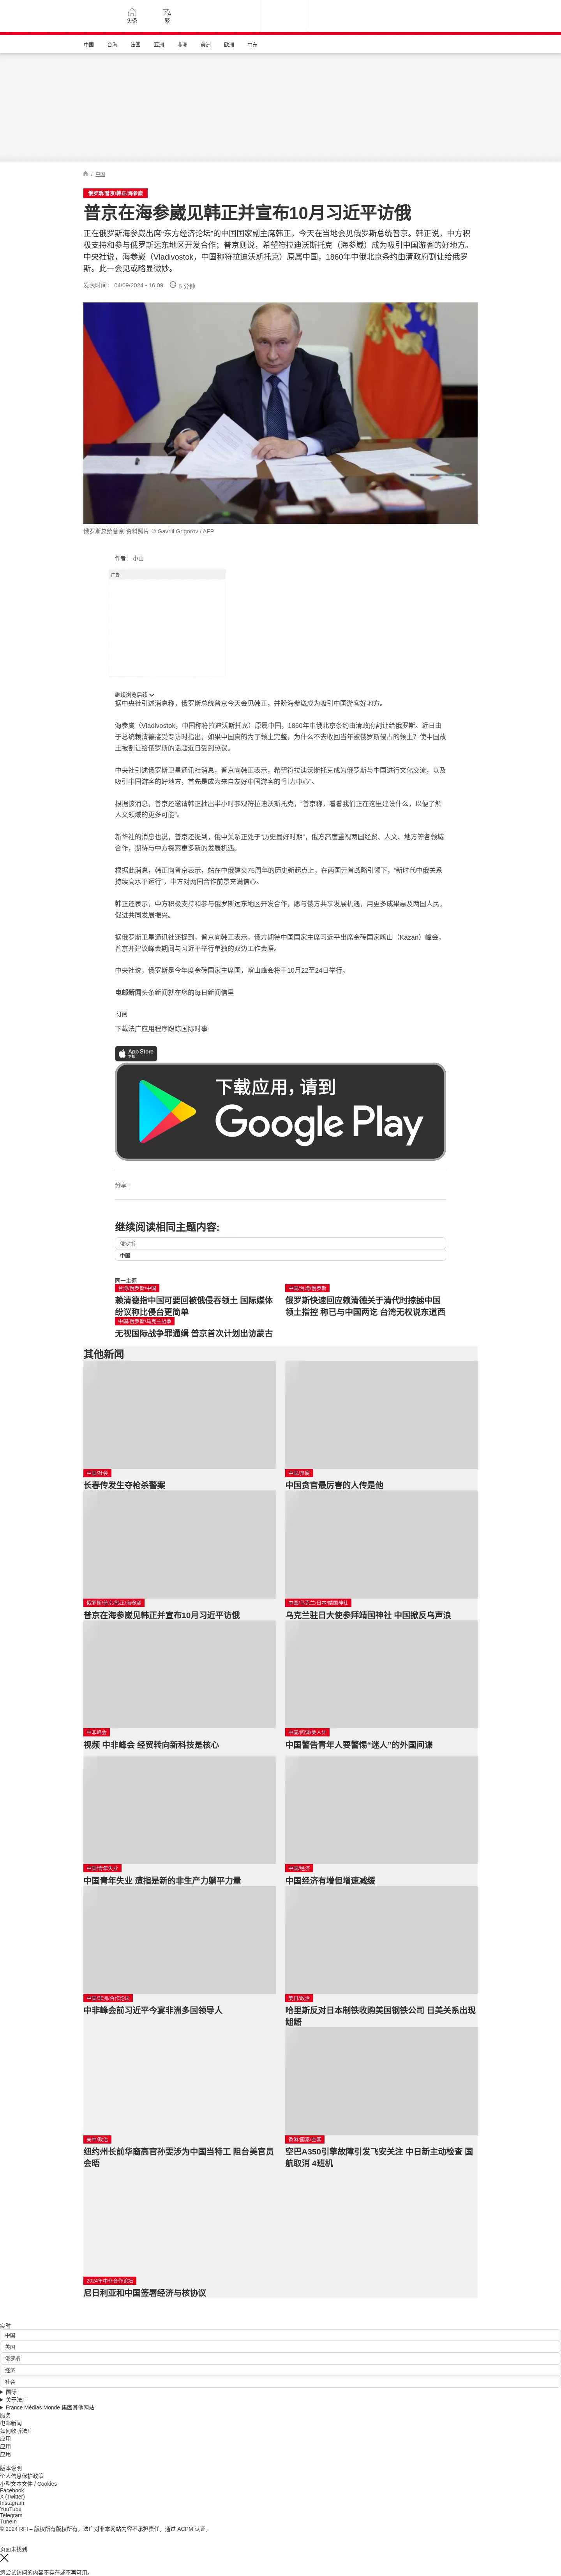 头条
繁
中国
台海
法国
亚洲
非洲
美洲
欧洲
中东
/ 中国
俄罗斯/普京/韩正/海参崴
普京在海参崴见韩正并宣布10月习近平访俄
正在俄罗斯海参崴出席“东方经济论坛”的中国国家副主席韩正，今天在当地会见俄罗斯总统普京。韩正说，中方积
极支持和参与俄罗斯远东地区开发合作；普京则说，希望符拉迪沃斯托克（海参崴）成为吸引中国游客的好地方。
中央社说，海参崴（Vladivostok，中国称符拉迪沃斯托克）原属中国，1860年中俄北京条约由清政府割让给俄罗
斯。此一会见或略显微妙。
发表时间： 04/09/2024 - 16:09
5 分钟
俄罗斯总统普京 资料照片 © Gavriil Grigorov / AFP
作者： 小山
广告
继续浏览后续
据中央社引述消息称，俄罗斯总统普京今天会见韩正，并盼海参崴成为吸引中国游客好地方。
海参崴（Vladivostok，中国称符拉迪沃斯托克）原属中国，1860年中俄北京条约由清政府割让给俄罗斯。近日由
于总统赖清德接受专访时指出，如果中国真的为了领土完整，为什么不去收回当年被俄罗斯侵占的领土？使中国故
土被割让给俄罗斯的话题近日受到热议。
中央社引述俄罗斯卫星通讯社消息，普京向韩正表示，希望符拉迪沃斯托克成为俄罗斯与中国进行文化交流，以及
吸引中国游客的好地方，首先是成为来自友好中国游客的“引力中心”。
根据该消息，普京还邀请韩正抽出半小时参观符拉迪沃斯托克，“普京称，看看我们正在这里建设什么，以便了解
人文领域的更多可能”。
新华社的消息也说，普京还提到，俄中关系正处于“历史最好时期”，俄方高度重视两国经贸、人文、地方等各领域
合作，期待与中方探索更多新的发展机遇。
根据此消息，韩正向普京表示，站在中俄建交75周年的历史新起点上，在两国元首战略引领下，“新时代中俄关系
持续高水平运行”，中方对两国合作前景充满信心。
韩正还表示，中方积极支持和参与俄罗斯远东地区开发合作，愿与俄方共享发展机遇，用更多成果惠及两国人民，
促进共同发展振兴。
据俄罗斯卫星通讯社还提到，普京向韩正表示，俄方期待中国国家主席习近平出席金砖国家喀山（Kazan）峰会，
普京并建议峰会期间与习近平举行单独的双边工作会晤。
中央社说，俄罗斯是今年度金砖国家主席国，喀山峰会将于10月22至24日举行。
电邮新闻头条新闻就在您的每日新闻信里
订阅
下载法广应用程序跟踪国际时事
App Store
下载
下载应用，请到
Google Play
分享 :
继续阅读相同主题内容:
俄罗斯
中国
同一主题
台湾/俄罗斯/中国
赖清德指中国可要回被俄侵吞领土 国际媒体
纷议称比侵台更简单
中国/台湾/俄罗斯
俄罗斯快速回应赖清德关于清代时掠掳中国
领土指控 称已与中国两讫 台湾无权说东道西
中国/俄罗斯/乌克兰战争
无视国际战争罪通缉 普京首次计划出访蒙古
其他新闻
中国/社会
长春传发生夺枪杀警案
中国/贪腐
中国贪官最厉害的人传是他
俄罗斯/普京/韩正/海参崴
普京在海参崴见韩正并宣布10月习近平访俄
中国/乌克兰/日本/靖国神社
乌克兰驻日大使参拜靖国神社 中国掀反乌声浪
中非峰会
视频 中非峰会 经贸转向新科技是核心
中国/间谍/美人计
中国警告青年人要警惕“迷人”的外国间谍
中国/青年失业
中国青年失业 遭指是新的非生产力躺平力量
中国/经济
中国经济有增但增速减缓
中国/非洲/合作论坛
中非峰会前习近平今宴非洲多国领导人
美日/政治
哈里斯反对日本制铁收购美国钢铁公司 日美关系出现
龃龉
美中/政治
纽约州长前华裔高官孙雯涉为中国当特工 阻台美官员
会晤
香港/国泰/空客
空巴A350引擎故障引发飞安关注 中日新主动检查 国
航取消 4班机
2024年中非合作论坛
尼日利亚和中国签署经济与核协议
实时
中国
美国
俄罗斯
经济
社会
国际
关于法广
France Médias Monde 集团其他网站
服务
电邮新闻
如何收听法广
应用
应用
应用
版本说明
个人信息保护政策
小型文本文件 / Cookies
Facebook
X (Twitter)
Instagram
YouTube
Telegram
TuneIn
© 2024 RFI – 版权所有版权所有。法广对非本网站内容不承担责任。通过 ACPM 认证。
页面未找到
您尝试访问的内容不存在或不再可用。